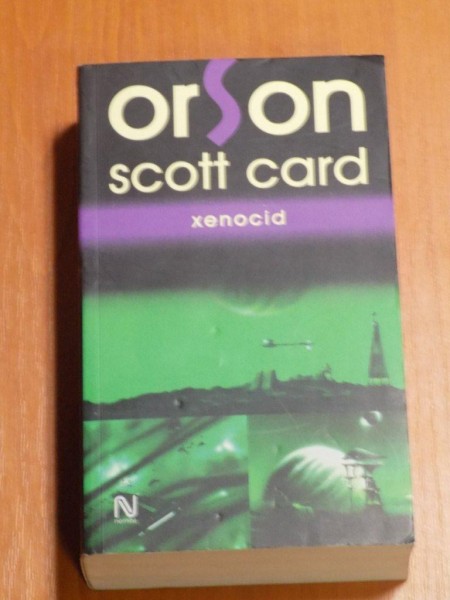 orson
scott card
xenocid
N